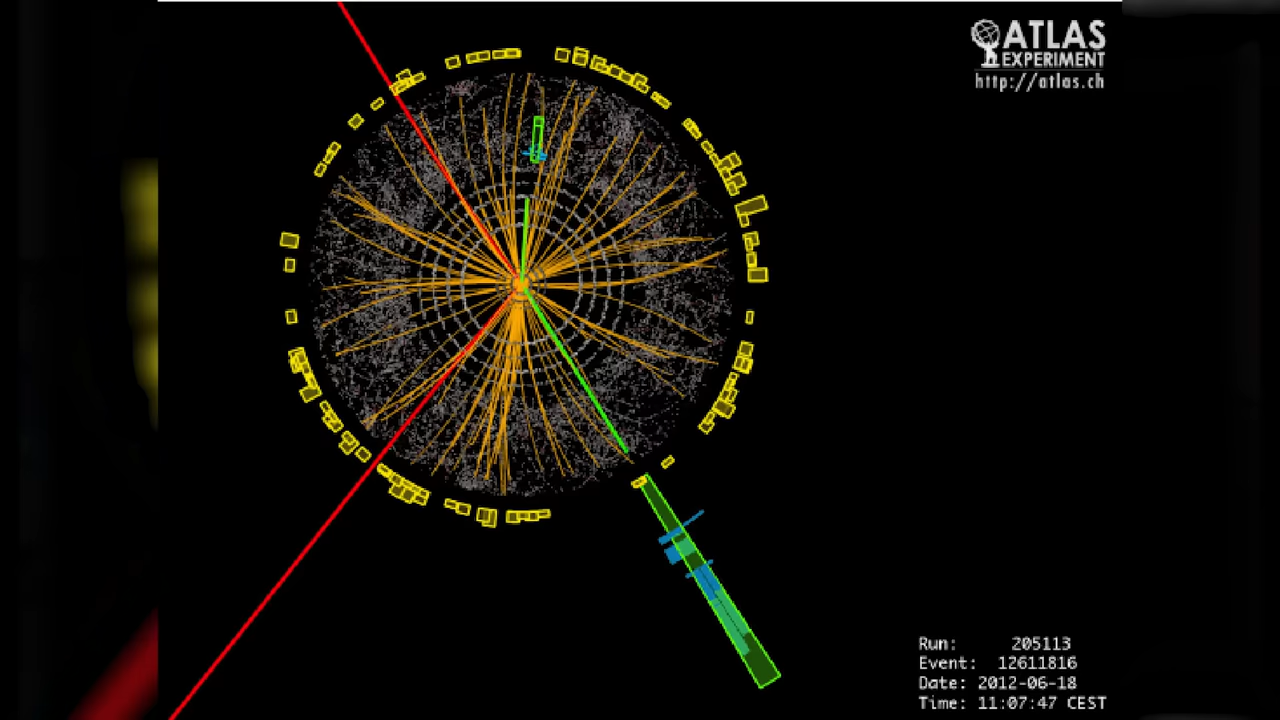 ATLAS
EXPERIMENT
http://atlas.ch
Run: 205113
Event: 12611816
Date: 2012-06-18
Time: 11:07:47 CEST